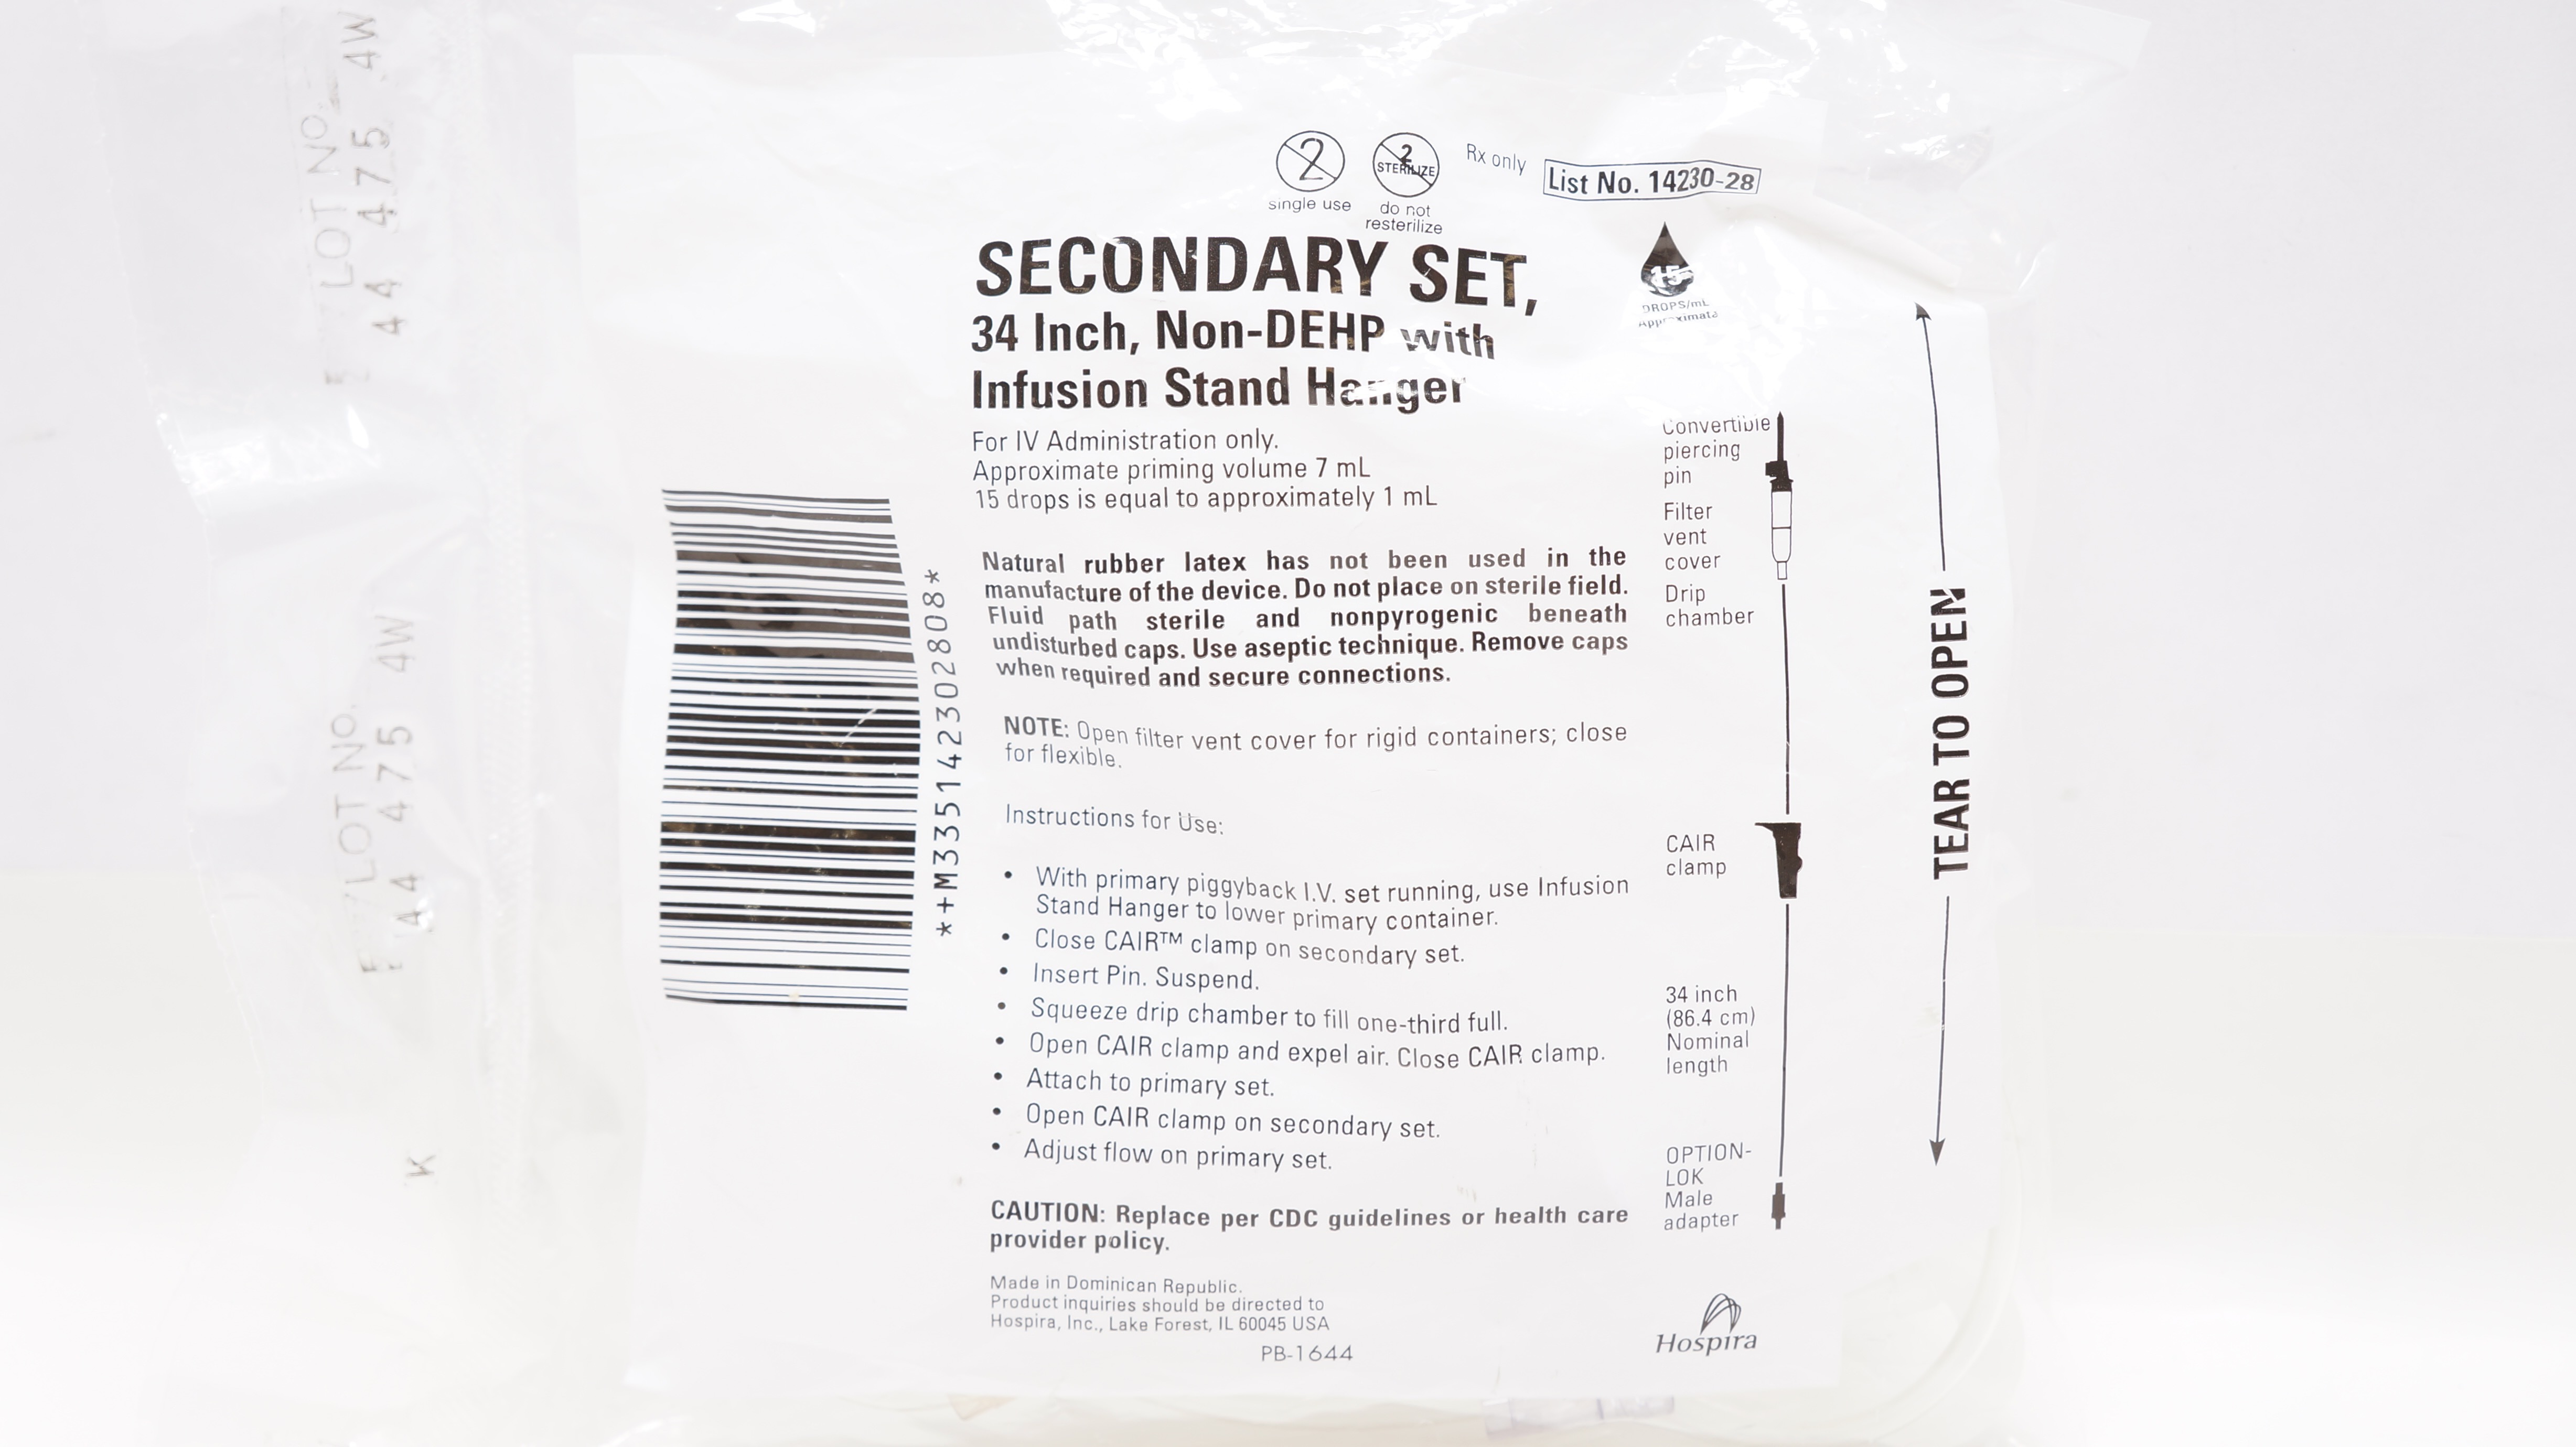 LOT NO.
44 475 4W
LOT NO.
44 475 4W
K
2
single use
2
STERILIZE
do not
resterilize
Rx only
List No. 14230-28
SECONDARY SET,
34 Inch, Non-DEHP with
Infusion Stand Hanger
15
DROPS/mL
Approximate
For IV Administration only.
Approximate priming volume 7 mL
15 drops is equal to approximately 1 mL
*+M335142302808*
Natural rubber latex has not been used in the
manufacture of the device. Do not place on sterile field.
Fluid path sterile and nonpyrogenic beneath
undisturbed caps. Use aseptic technique. Remove caps
when required and secure connections.
NOTE: Open filter vent cover for rigid containers; close
for flexible.
Instructions for Use:
• With primary piggyback I.V. set running, use Infusion
Stand Hanger to lower primary container.
• Close CAIR™ clamp on secondary set.
• Insert Pin. Suspend.
• Squeeze drip chamber to fill one-third full.
• Open CAIR clamp and expel air. Close CAIR clamp.
• Attach to primary set.
• Open CAIR clamp on secondary set.
• Adjust flow on primary set.
CAUTION: Replace per CDC guidelines or health care
provider policy.
Made in Dominican Republic.
Product inquiries should be directed to
Hospira, Inc., Lake Forest, IL 60045 USA
PB-1644
Convertible
piercing
pin
Filter
vent
cover
Drip
chamber
CAIR
clamp
34 inch
(86.4 cm)
Nominal
length
OPTION-
LOK
Male
adapter
Hospira
TEAR TO OPEN